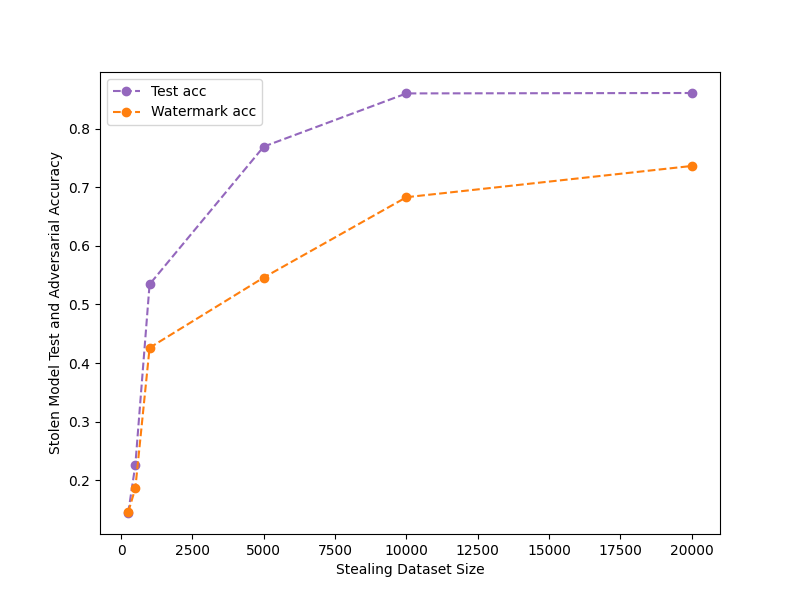 Test acc
Watermark acc
Stolen Model Test and Adversarial Accuracy
0.8
0.7
0.6
0.5
0.4
0.3
0.2
0 2500 5000 7500 10000 12500 15000 17500 20000
Stealing Dataset Size